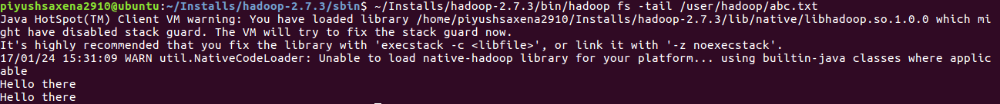 piyushsaxena2910@ubuntu:~/Installs/hadoop-2.7.3/sbin$ ~/Installs/hadoop-2.7.3/bin/hadoop fs -tail /user/hadoop/abc.txt
Java HotSpot(TM) Client VM warning: You have loaded library /home/piyushsaxena2910/Installs/hadoop-2.7.3/lib/native/libhadoop.so.1.0.0 which mi
ght have disabled stack guard. The VM will try to fix the stack guard now.
It's highly recommended that you fix the library with 'execstack -c <libfile>', or link it with '-z noexecstack'.
17/01/24 15:31:09 WARN util.NativeCodeLoader: Unable to load native-hadoop library for your platform... using builtin-java classes where applic
able
Hello there
Hello there